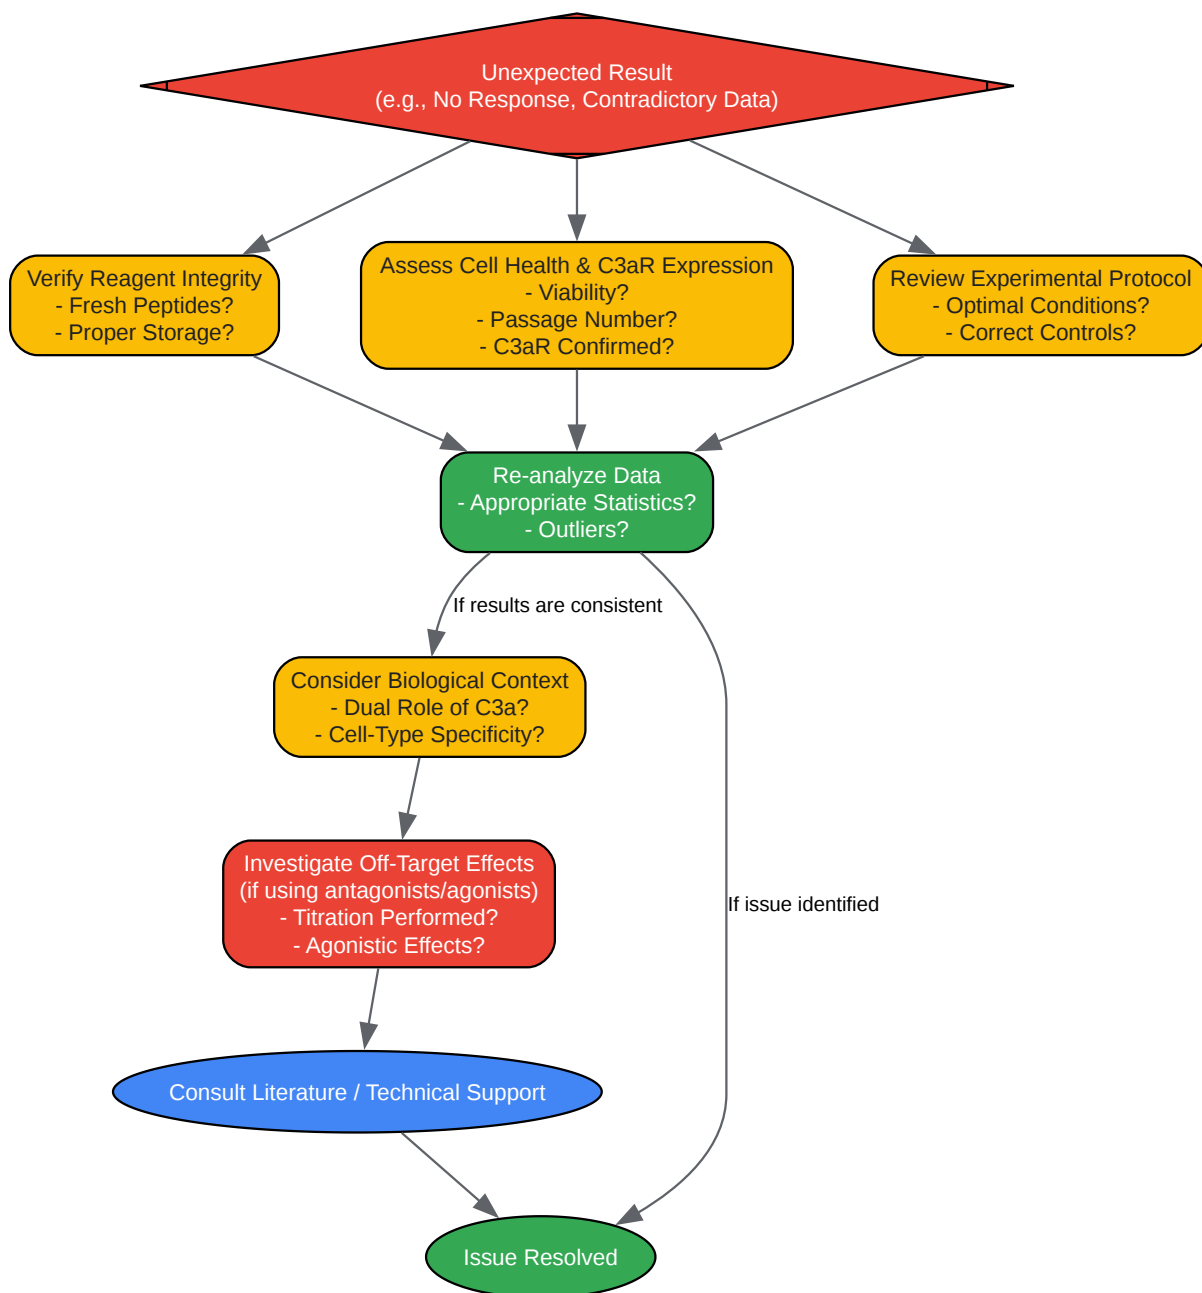 Unexpected Result
(e.g., No Response, Contradictory Data)
Verify Reagent Integrity
- Fresh Peptides?
- Proper Storage?
Assess Cell Health & C3aR Expression
- Viability?
- Passage Number?
- C3aR Confirmed?
Review Experimental Protocol
- Optimal Conditions?
- Correct Controls?
Re-analyze Data
- Appropriate Statistics?
- Outliers?
If results are consistent
Consider Biological Context
- Dual Role of C3a?
- Cell-Type Specificity?
Investigate Off-Target Effects
(if using antagonists/agonists)
- Titration Performed?
- Agonistic Effects?
If issue identified
Consult Literature / Technical Support
Issue Resolved